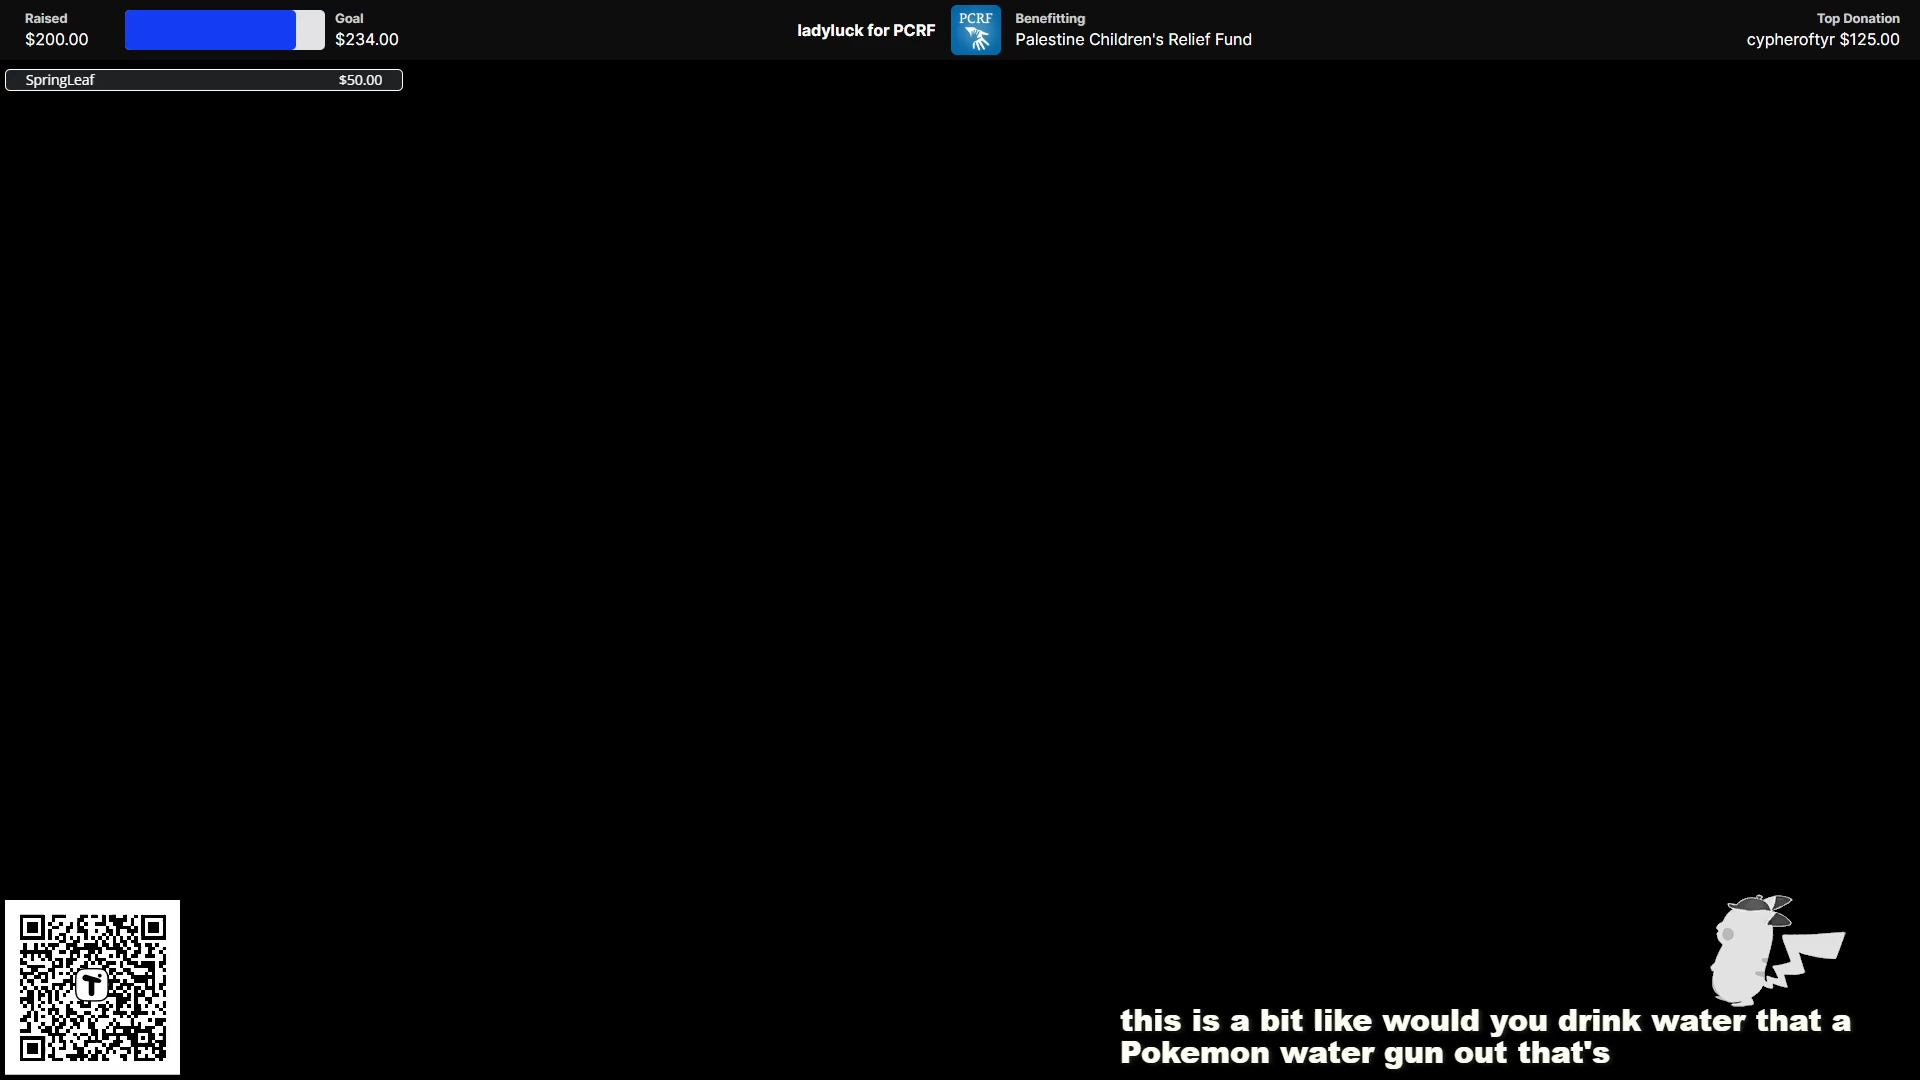 Raised
$200.00
Goal
$234.00
ladyluck for PCRF
PCRF
Benefitting
Palestine Children's Relief Fund
Top Donation
cypheroftyr $125.00
SpringLeaf $50.00
T
this is a bit like would you drink water that a
Pokemon water gun out that's